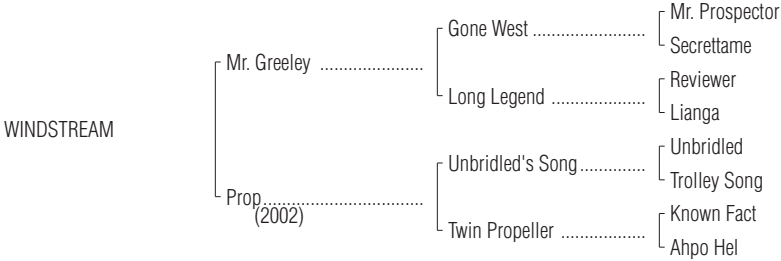 Mr. Prospector
Gone West ........................
Secrettame
Mr. Greeley ......................
Reviewer
Long Legend ....................
Lianga
WINDSTREAM
Unbridled
Unbridled's Song..............
Trolley Song
Prop..................................
(2002)
Known Fact
Twin Propeller ..................
Ahpo Hel